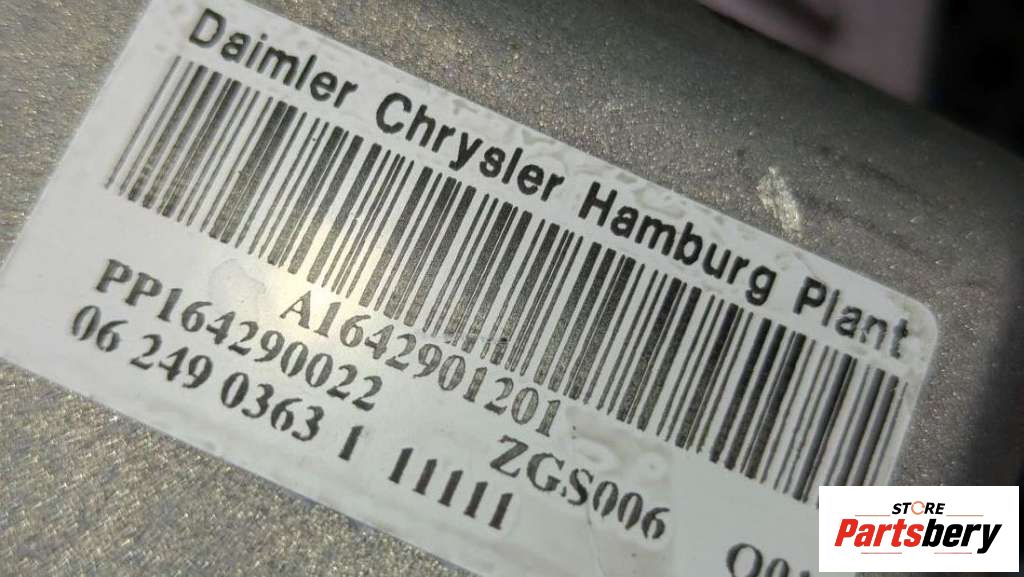 Daimler Chrysler Hamburg Plant
A1642901201
PP164290022 ZGS006
06 249 0363 1 11111
STORE
Partsbery